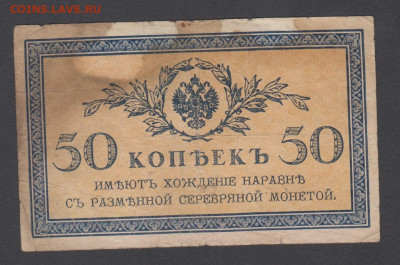 COINS.LAVE.RU
50 КОПѢЕКЪ 50
ИМѢЮТЪ ХОЖДЕНІЕ НАРАВНѢ
СЪ РАЗМѢННОЙ СЕРЕБРЯНОЙ МОНЕТОЙ.